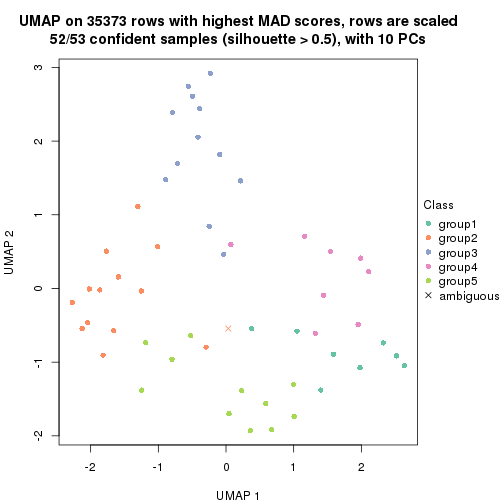 UMAP on 35373 rows with highest MAD scores, rows are scaled
52/53 confident samples (silhouette > 0.5), with 10 PCs
3
2
1
0
-1
-2
UMAP 2
-2
-1
0
1
2
UMAP 1
Class
group1
group2
group3
group4
group5
ambiguous